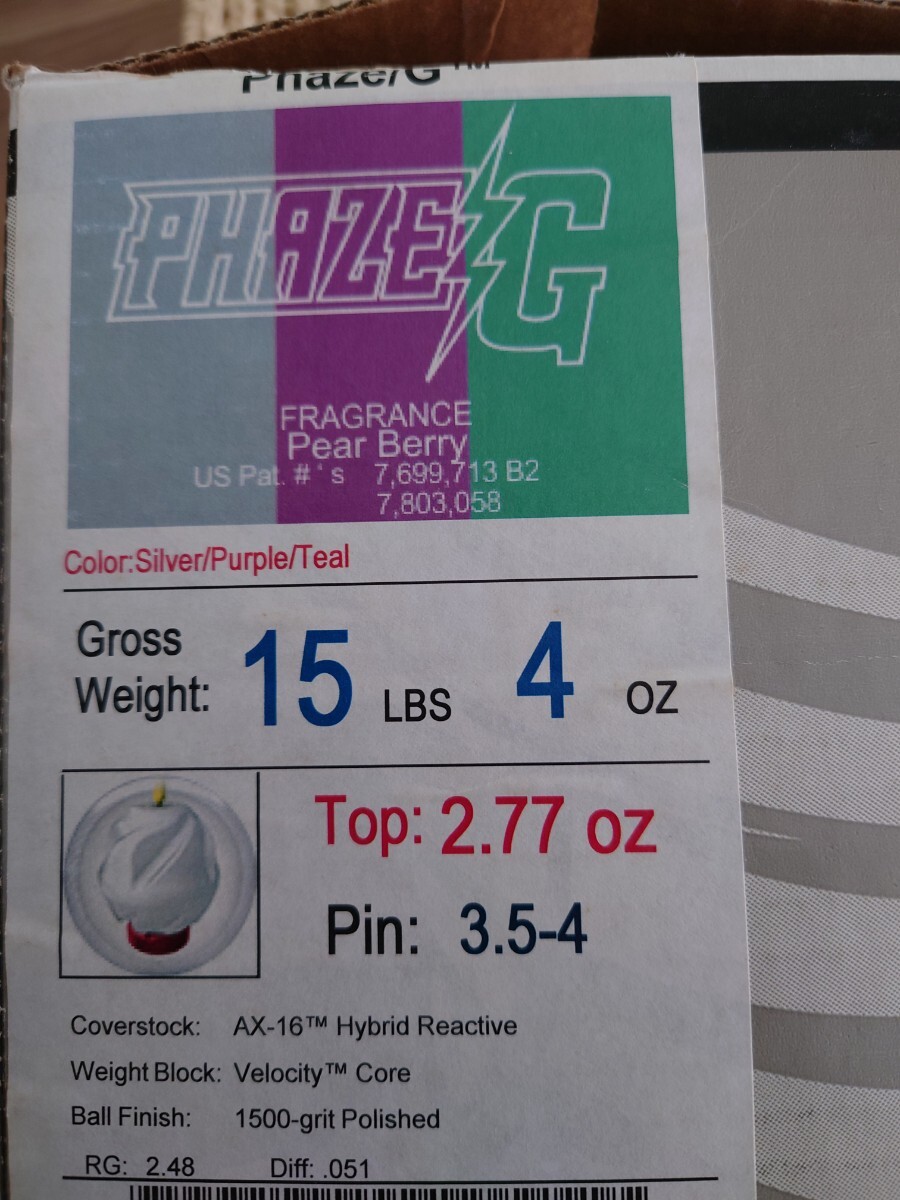 Phaze/G™
PHAZE/G
FRAGRANCE
Pear Berry
US Pat. #'s 7,699,713 B2
7,803,058
Color:Silver/Purple/Teal
Gross Weight: 15 LBS 4 OZ
Top: 2.77 oz
Pin: 3.5-4
Coverstock: AX-16™ Hybrid Reactive
Weight Block: Velocity™ Core
Ball Finish: 1500-grit Polished
RG: 2.48 Diff: .051